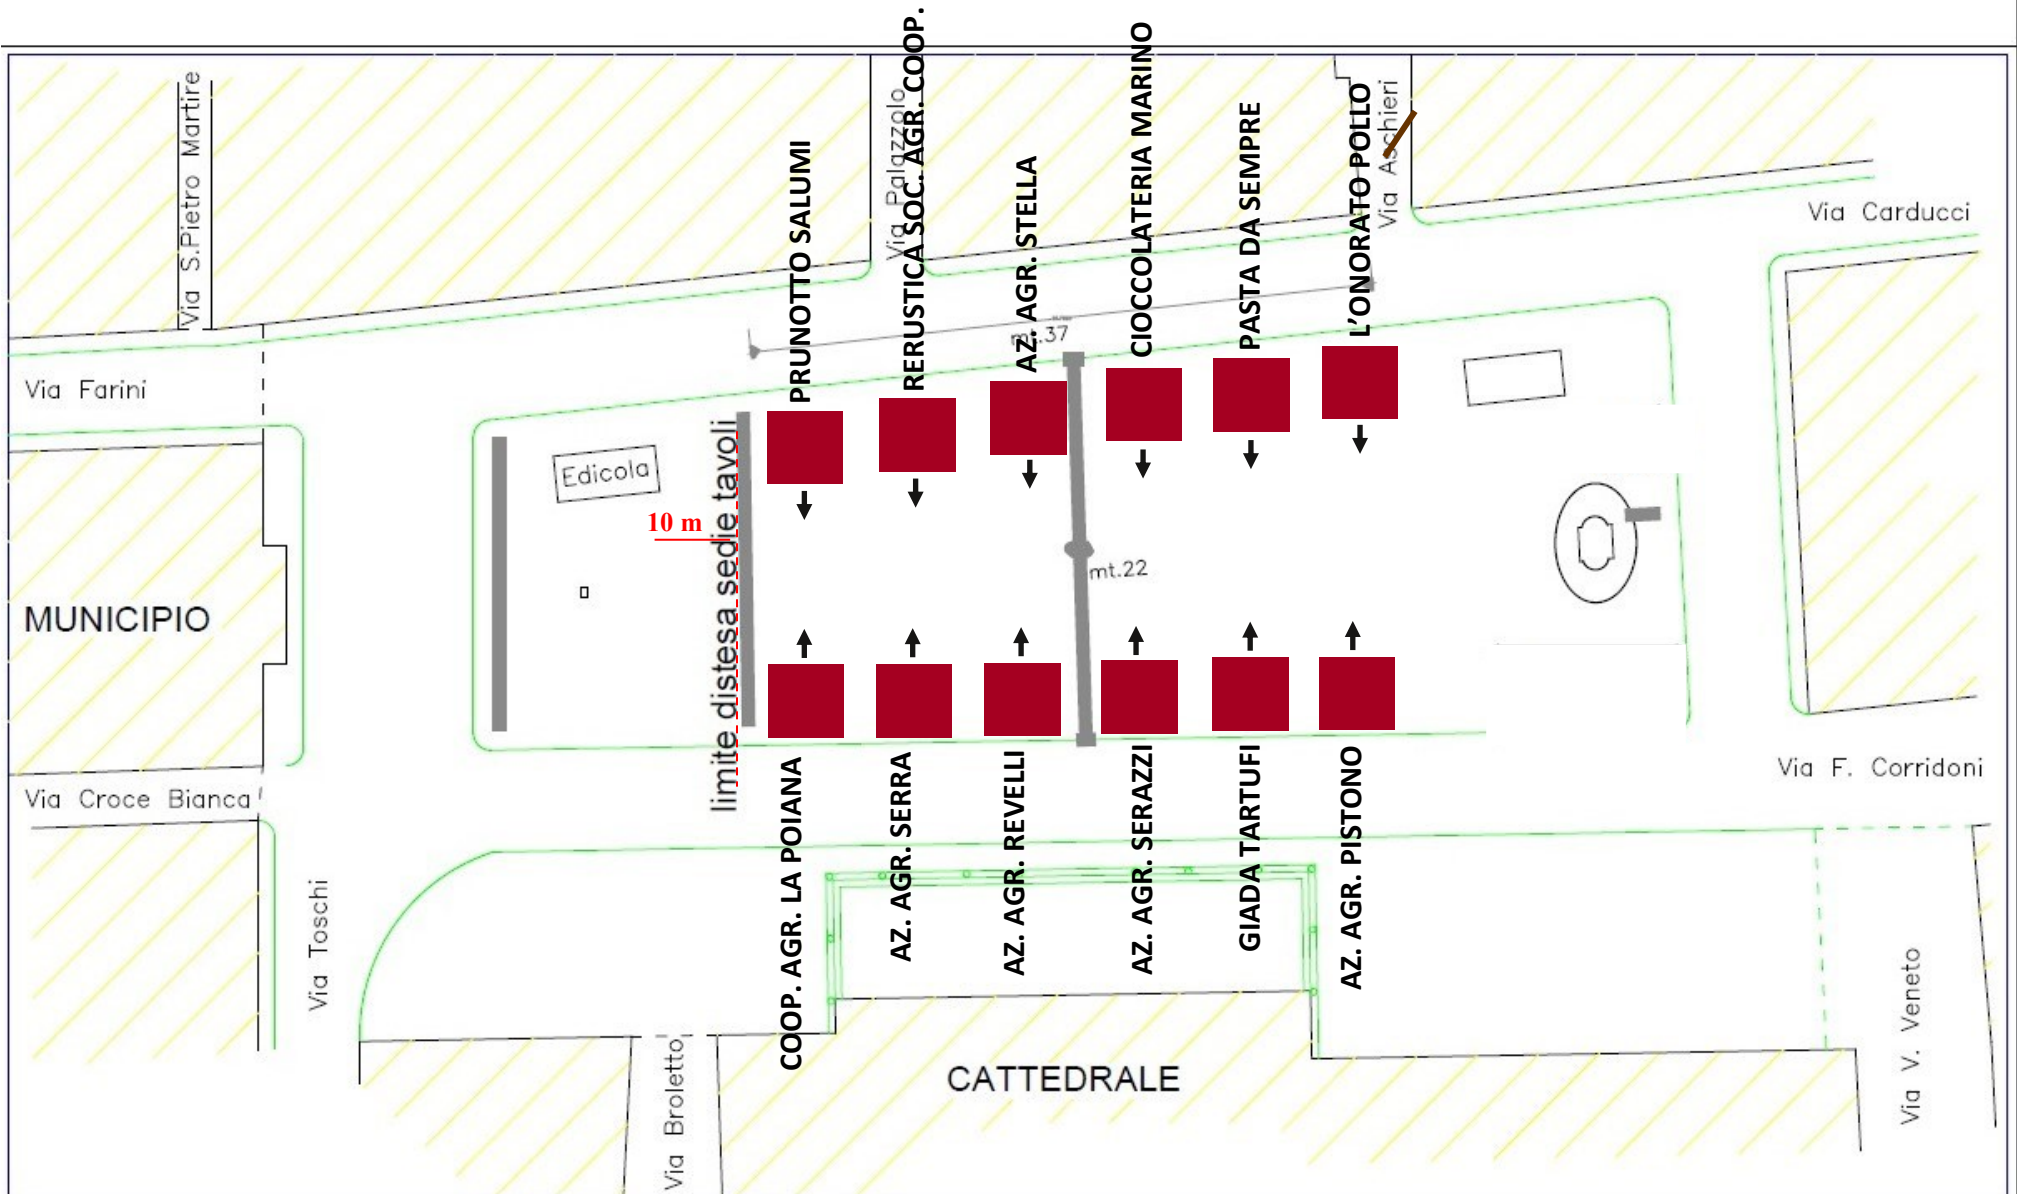 Via S.Pietro Martire
Via Palazzolo
Via Aschieri
Via Carducci
PRUNOTTO SALUMI
RERUSTICA SOC. AGR. COOP.
AZ. AGR. STELLA
CIOCCOLATERIA MARINO
PASTA DA SEMPRE
L'ONORATO POLLO
mt.37
Via Farini
Edicola
10 m
limite distesa sedie tavoli
mt.22
MUNICIPIO
Via Croce Bianca
Via F. Corridoni
COOP. AGR. LA POIANA
AZ. AGR. SERRA
AZ. AGR. REVELLI
AZ. AGR. SERAZZI
GIADA TARTUFI
AZ. AGR. PISTONO
Via Toschi
Via Broletto
CATTEDRALE
Via V. Veneto